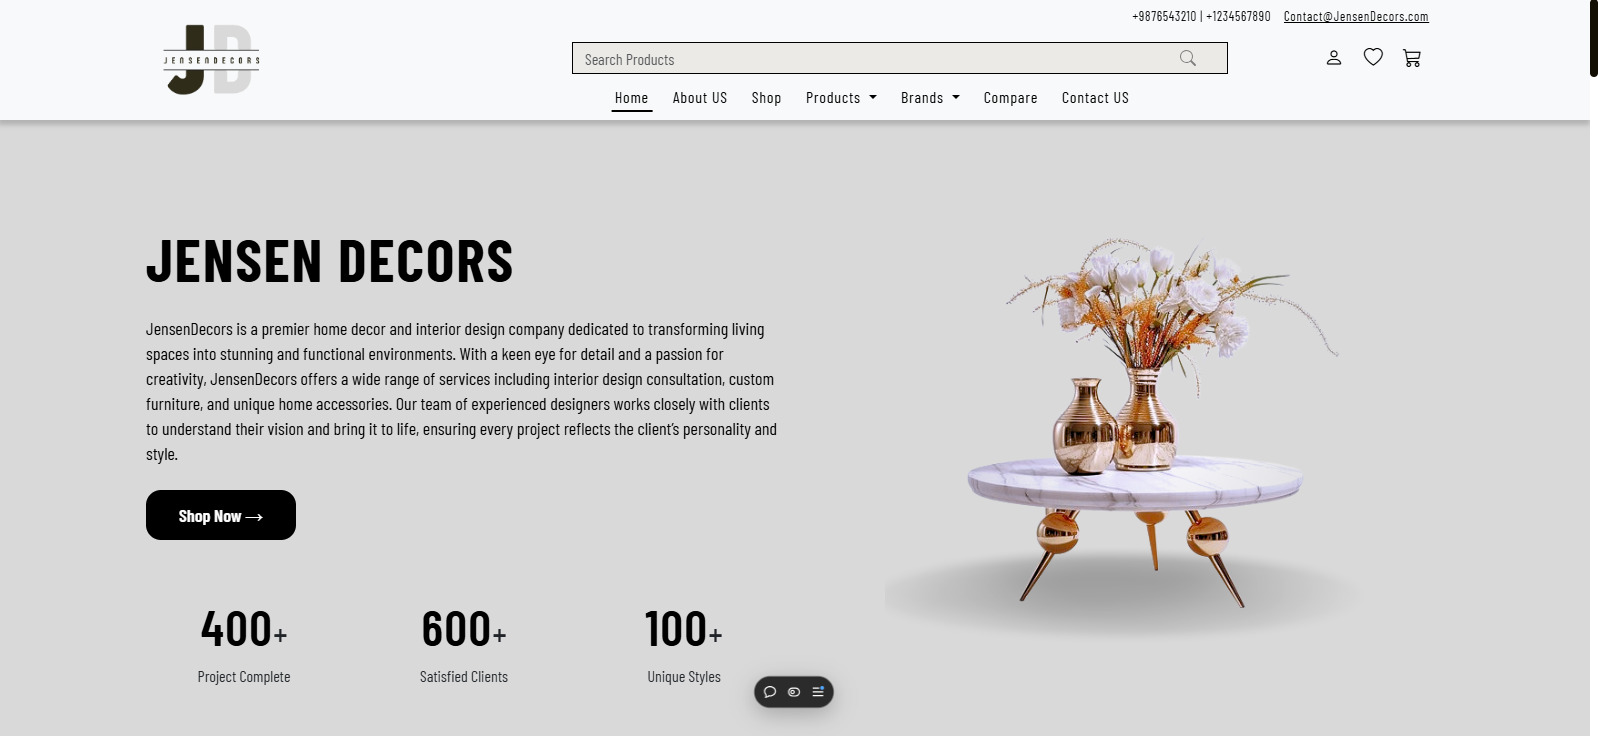 +9876543210 | +1234567890 Contact@JensenDecors.com
JD
JENSENDECORS
Search Products
Home About US Shop Products Brands Compare Contact US
JENSEN DECORS
JensenDecors is a premier home decor and interior design company dedicated to transforming living
spaces into stunning and functional environments. With a keen eye for detail and a passion for
creativity, JensenDecors offers a wide range of services including interior design consultation, custom
furniture, and unique home accessories. Our team of experienced designers works closely with clients
to understand their vision and bring it to life, ensuring every project reflects the client's personality and
style.
Shop Now →
400+ 600+ 100+
Project Complete Satisfied Clients Unique Styles